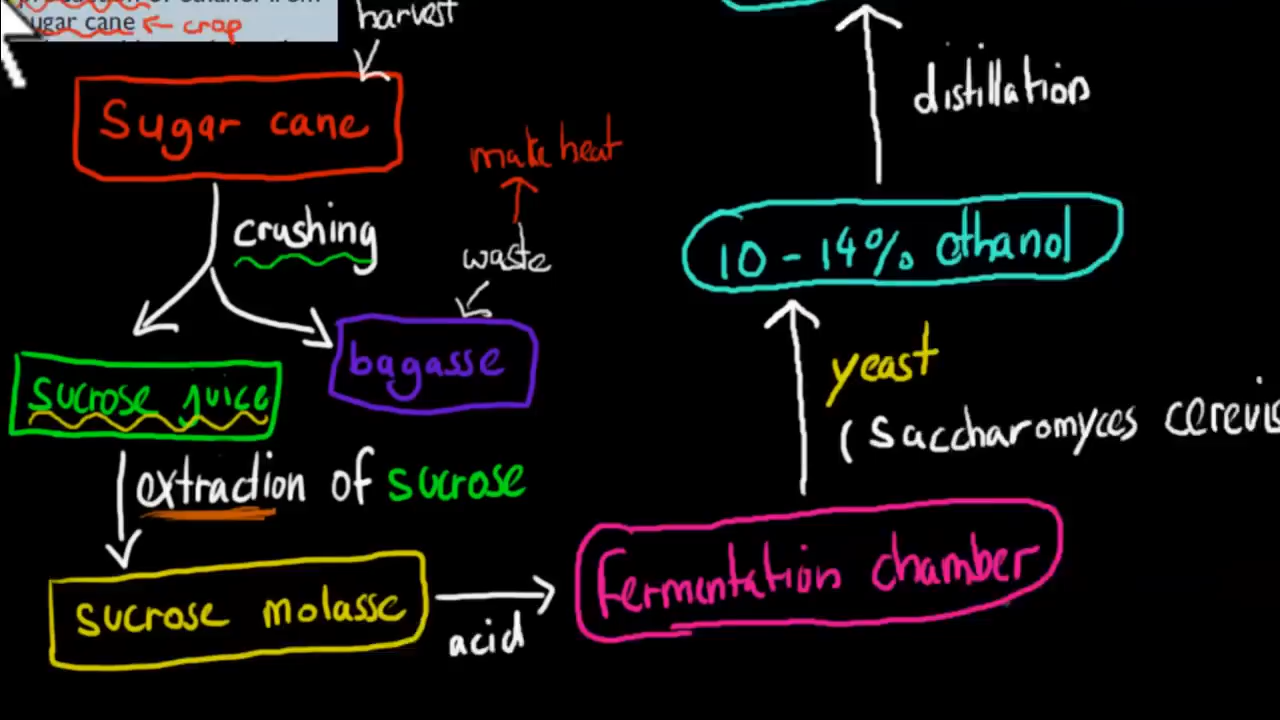 sugar cane ← crop
harvest
Sugar cane
crushing
make heat
waste
bagasse
sucrose juice
extraction of sucrose
sucrose molasse
acid
Fermentation chamber
yeast
(Saccharomyces cerevis
10 - 14% ethanol
distillation